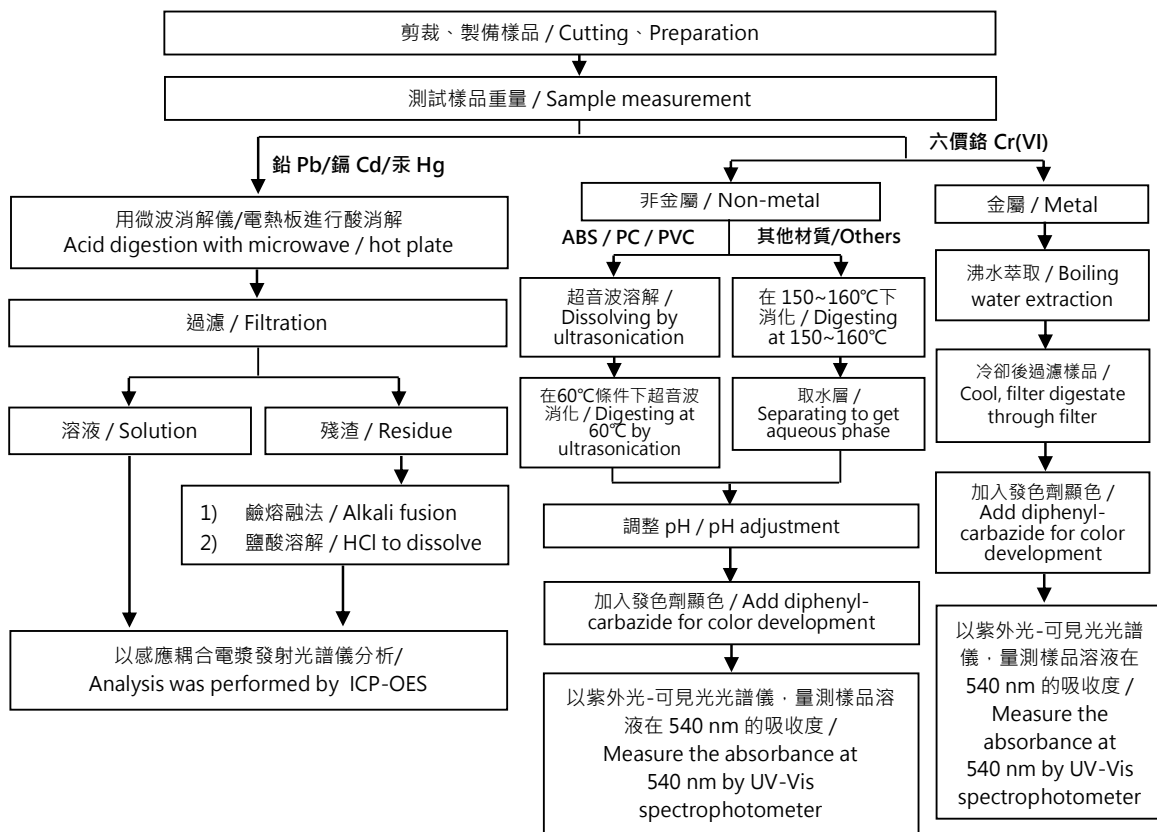 剪裁、製備樣品 / Cutting、Preparation
測試樣品重量 / Sample measurement
鉛 Pb/鎘 Cd/汞 Hg
六價鉻 Cr(VI)
用微波消解儀/電熱板進行酸消解
Acid digestion with microwave / hot plate
過濾 / Filtration
溶液 / Solution
殘渣 / Residue
1) 鹼熔融法 / Alkali fusion
2) 鹽酸溶解 / HCl to dissolve
以感應耦合電漿發射光譜儀分析/
Analysis was performed by ICP-OES
非金屬 / Non-metal
ABS / PC / PVC
其他材質/Others
超音波溶解 /
Dissolving by
ultrasonication
在60℃條件下超音波
消化 / Digesting at
60℃ by
ultrasonication
在 150~160℃下
消化 / Digesting
at 150~160℃
取水層 /
Separating to get
aqueous phase
調整 pH / pH adjustment
加入發色劑顯色 / Add diphenyl-
carbazide for color development
以紫外光-可見光光譜儀，量測樣品溶
液在 540 nm 的吸收度 /
Measure the absorbance at
540 nm by UV-Vis
spectrophotometer
金屬 / Metal
沸水萃取 / Boiling
water extraction
冷卻後過濾樣品 /
Cool, filter digestate
through filter
加入發色劑顯色 /
Add diphenyl-
carbazide for color
development
以紫外光-可見光光譜
儀，量測樣品溶液在
540 nm 的吸收度 /
Measure the
absorbance at
540 nm by UV-Vis
spectrophotometer